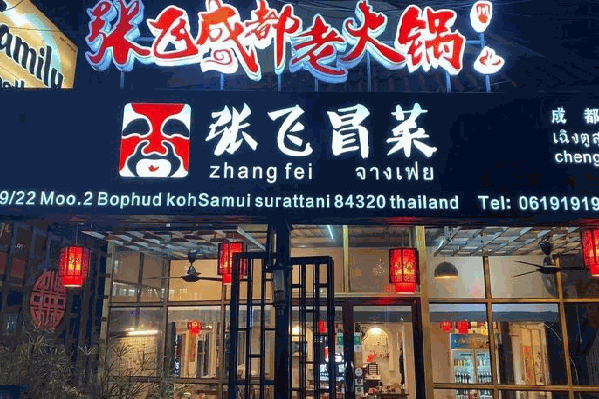 张飞成都老火锅
amily
张飞冒菜
zhang fei จางเฟย
成都
9/22 Moo.2 Bophud kohSamui surattani 84320 thailand Tel: 06191919